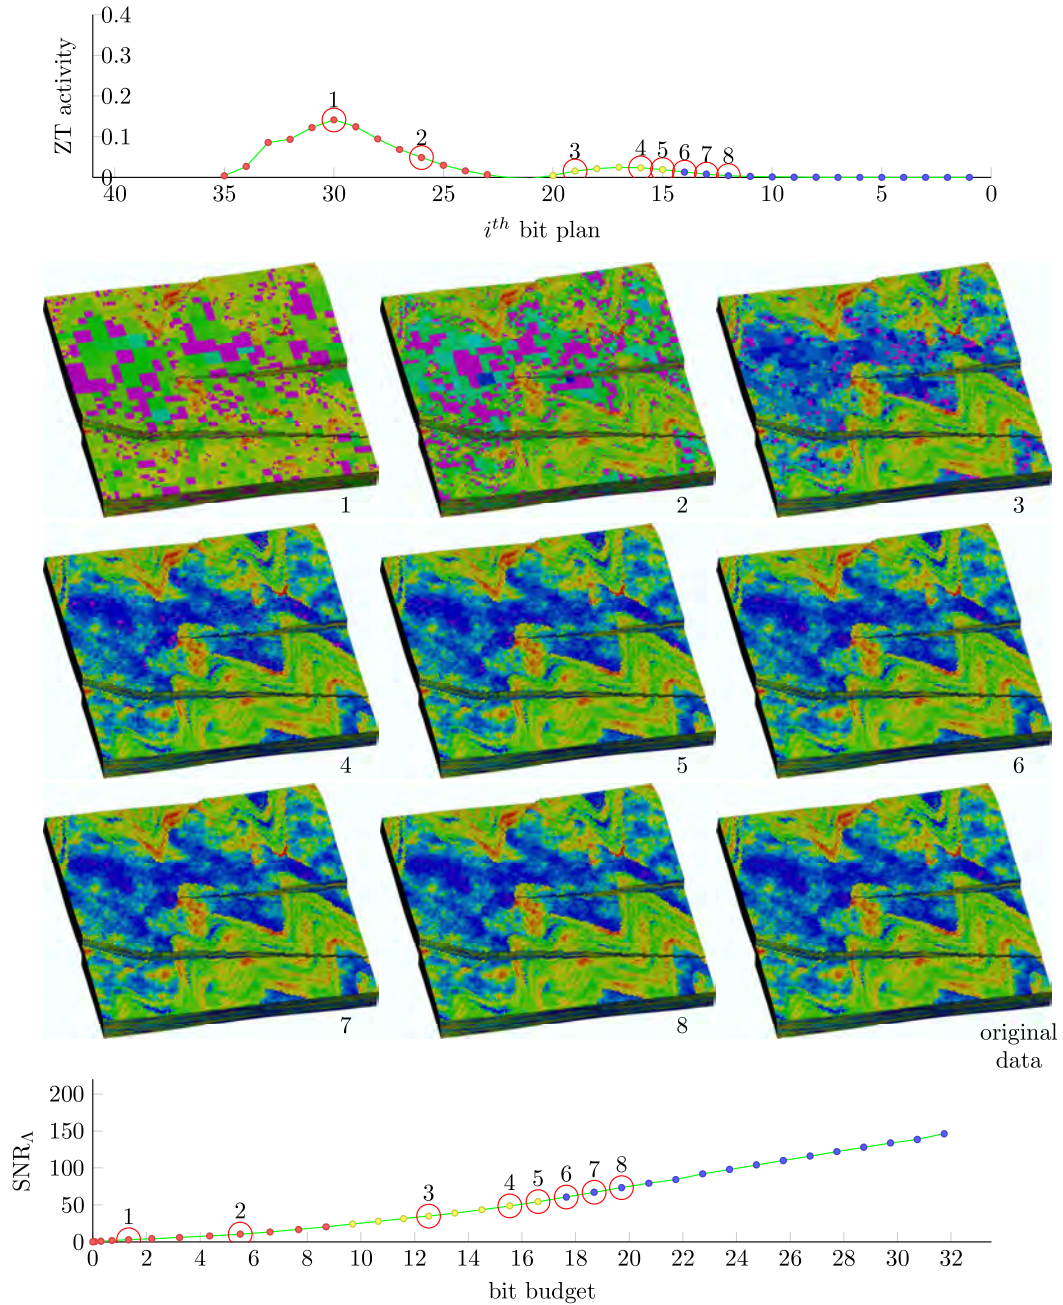 0.4
0.3
0.2
0.1
0
ZT activity
1
2
3 4 5 6 7 8
40 35 30 25 20 15 10 5 0
i^th bit plan
1 2 3
4 5 6
7 8 original
data
200
150
100
50
0
SNR_Λ
1 2 3 4 5 6 7 8
0 2 4 6 8 10 12 14 16 18 20 22 24 26 28 30 32
bit budget